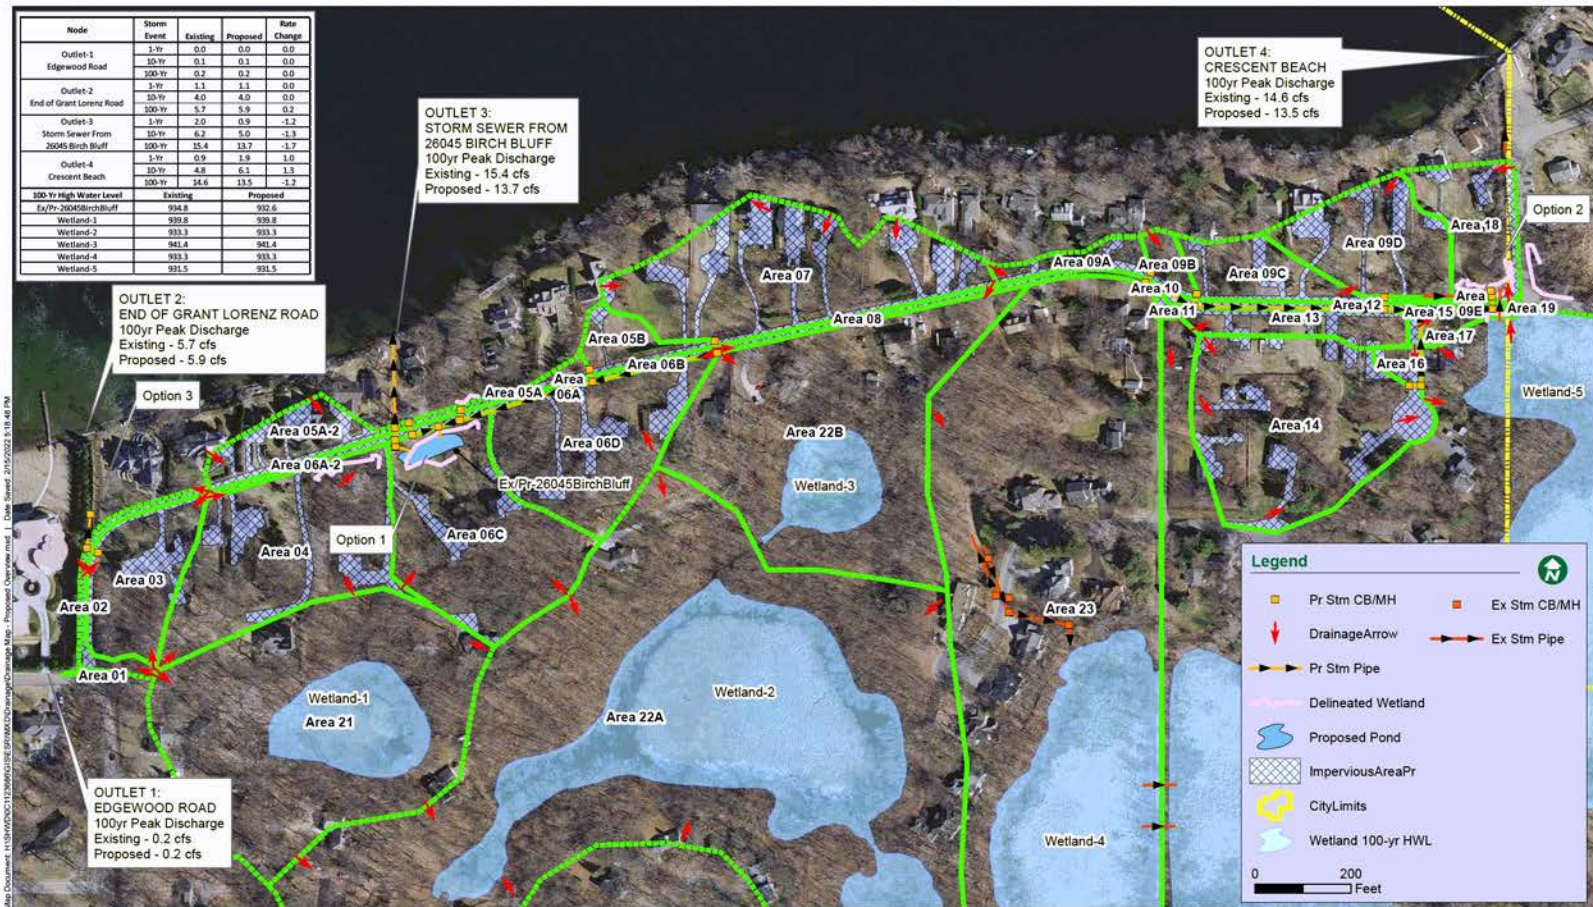 Node Storm Event Existing Proposed Rate Change
Outlet-1 Edgewood Road 1-Yr 0.0 0.0 0.0
10-Yr 0.1 0.1 0.0
100-Yr 0.2 0.2 0.0
Outlet-2 End of Grant Lorenz Road 1-Yr 1.1 1.1 0.0
10-Yr 4.0 4.0 0.0
100-Yr 5.7 5.9 0.2
Outlet-3 Storm Sewer From 26045 Birch Bluff 1-Yr 2.0 0.9 -1.2
10-Yr 6.2 5.0 -1.3
100-Yr 15.4 13.7 -1.7
Outlet-4 Crescent Beach 1-Yr 0.9 1.9 1.0
10-Yr 4.8 6.1 1.3
100-Yr 14.6 13.5 -1.2
100-Yr High Water Level Existing Proposed
Ex/Pr-26045BirchBluff 934.8 932.6
Wetland-1 939.8 939.8
Wetland-2 933.3 933.3
Wetland-3 941.4 941.4
Wetland-4 933.3 933.3
Wetland-5 931.5 931.5
OUTLET 4:
CRESCENT BEACH
100yr Peak Discharge
Existing - 14.6 cfs
Proposed - 13.5 cfs
OUTLET 3:
STORM SEWER FROM
26045 BIRCH BLUFF
100yr Peak Discharge
Existing - 15.4 cfs
Proposed - 13.7 cfs
OUTLET 2:
END OF GRANT LORENZ ROAD
100yr Peak Discharge
Existing - 5.7 cfs
Proposed - 5.9 cfs
Option 2
Option 3
Option 1
Area 18
Area 09D
Area 09A
Area 09B
Area 09C
Area 07
Area 10
Area 11
Area 12
Area 13
Area 15
Area
09E
Area 19
Area 08
Area 17
Area 16
Area 05B
Area 06B
Area
06A
Area 05A
Wetland-5
Area 05A-2
Area 06A-2
Area 06D
Area 22B
Area 14
Wetland-3
Ex/Pr-26045BirchBluff
Area 06C
Area 04
Area 03
Area 02
Area 01
Area 23
Wetland-1
Area 21
Wetland-2
Area 22A
Wetland-4
OUTLET 1:
EDGEWOOD ROAD
100yr Peak Discharge
Existing - 0.2 cfs
Proposed - 0.2 cfs
Legend
N
Pr Stm CB/MH
Ex Stm CB/MH
DrainageArrow
Ex Stm Pipe
Pr Stm Pipe
Delineated Wetland
Proposed Pond
ImperviousAreaPr
CityLimits
Wetland 100-yr HWL
0 200
Feet
Proposed Overview.mxd | Date Saved: 2/15/2022 5:18:48 PM